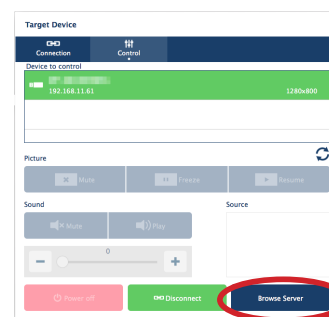 Target Device
Connection Control
Device to control
192.168.11.61 1280x800
Picture
Mute Freeze Resume
Sound Source
Mute Play
0
Power off Disconnect Browse Server